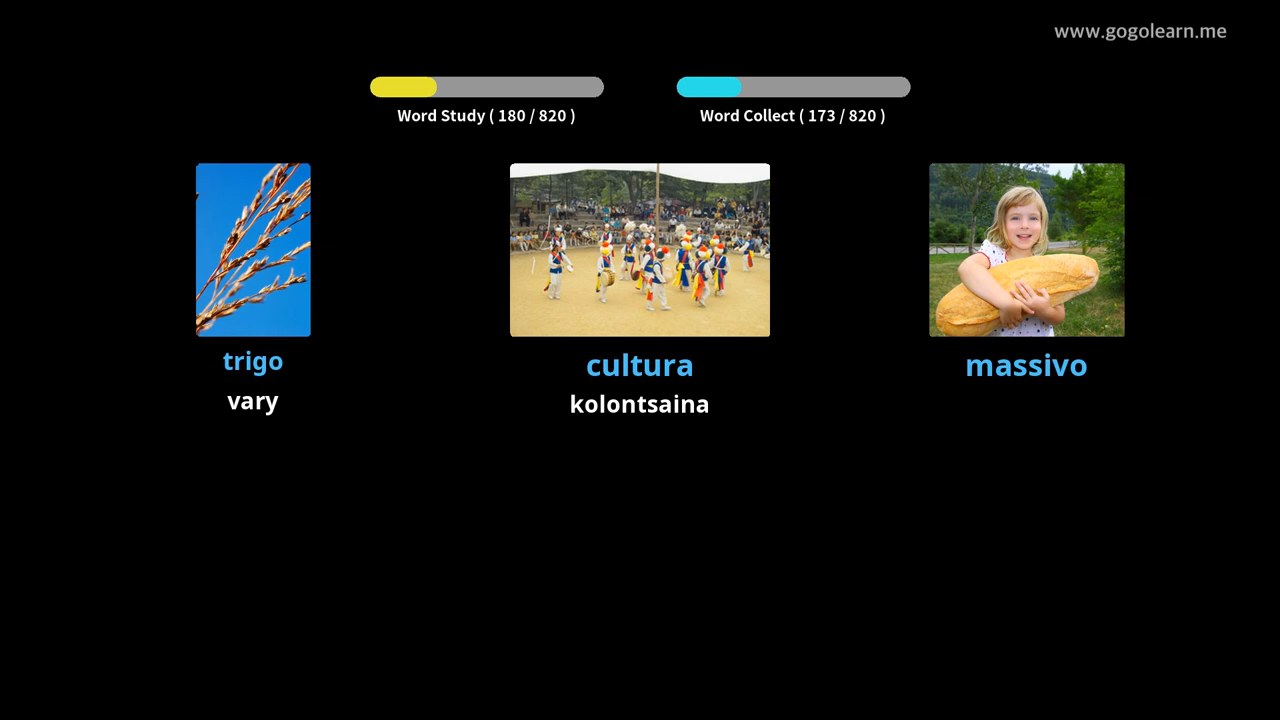 www.gogolearn.me
Word Study ( 180 / 820 )
Word Collect ( 173 / 820 )
trigo
vary
cultura
kolontsaina
massivo